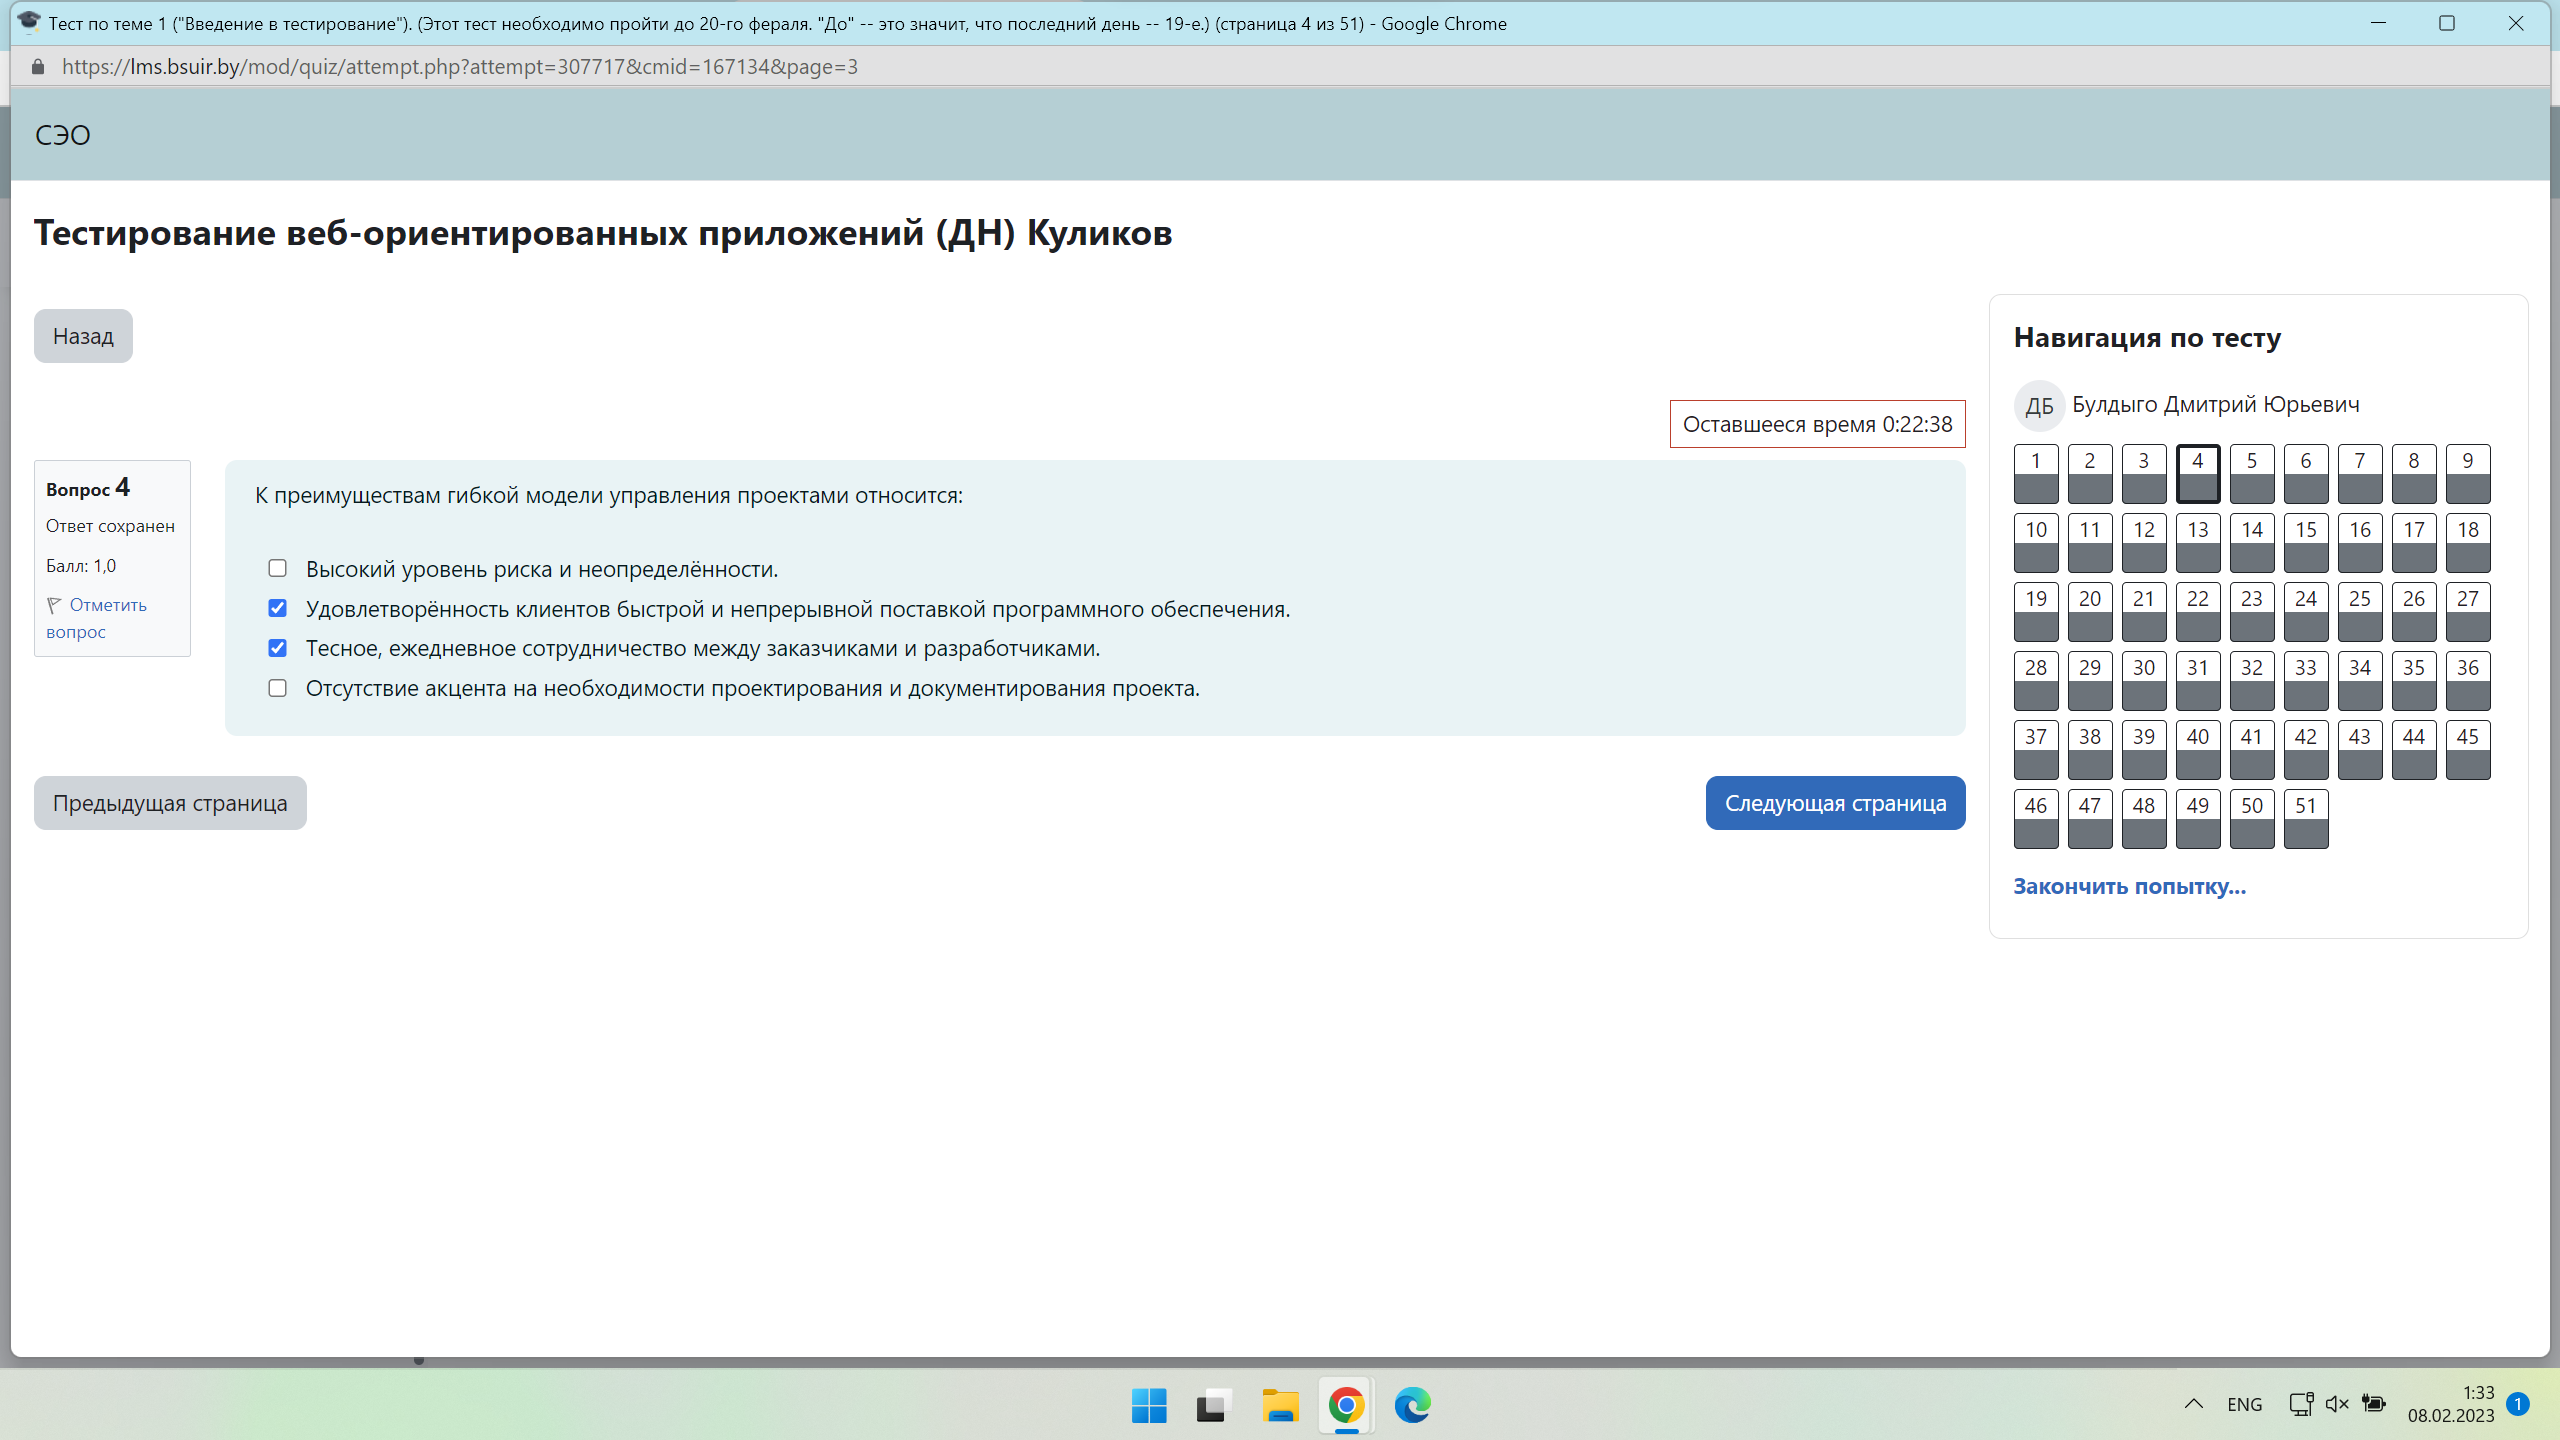 Тест по теме 1 ("Введение в тестирование"). (Этот тест необходимо пройти до 20-го фераля. "До" -- это значит, что последний день -- 19-е.) (страница 4 из 51) - Google Chrome
https://lms.bsuir.by/mod/quiz/attempt.php?attempt=307717&cmid=167134&page=3
СЭО
Тестирование веб-ориентированных приложений (ДН) Куликов
Назад
Оставшееся время 0:22:38
Вопрос 4
Ответ сохранен
Балл: 1,0
Отметить
вопрос
К преимуществам гибкой модели управления проектами относится:
Высокий уровень риска и неопределённости.
Удовлетворённость клиентов быстрой и непрерывной поставкой программного обеспечения.
Тесное, ежедневное сотрудничество между заказчиками и разработчиками.
Отсутствие акцента на необходимости проектирования и документирования проекта.
Предыдущая страница
Следующая страница
Навигация по тесту
ДБ Булдыго Дмитрий Юрьевич
1 2 3 4 5 6 7 8 9
10 11 12 13 14 15 16 17 18
19 20 21 22 23 24 25 26 27
28 29 30 31 32 33 34 35 36
37 38 39 40 41 42 43 44 45
46 47 48 49 50 51
Закончить попытку...
ENG
1:33
08.02.2023
1